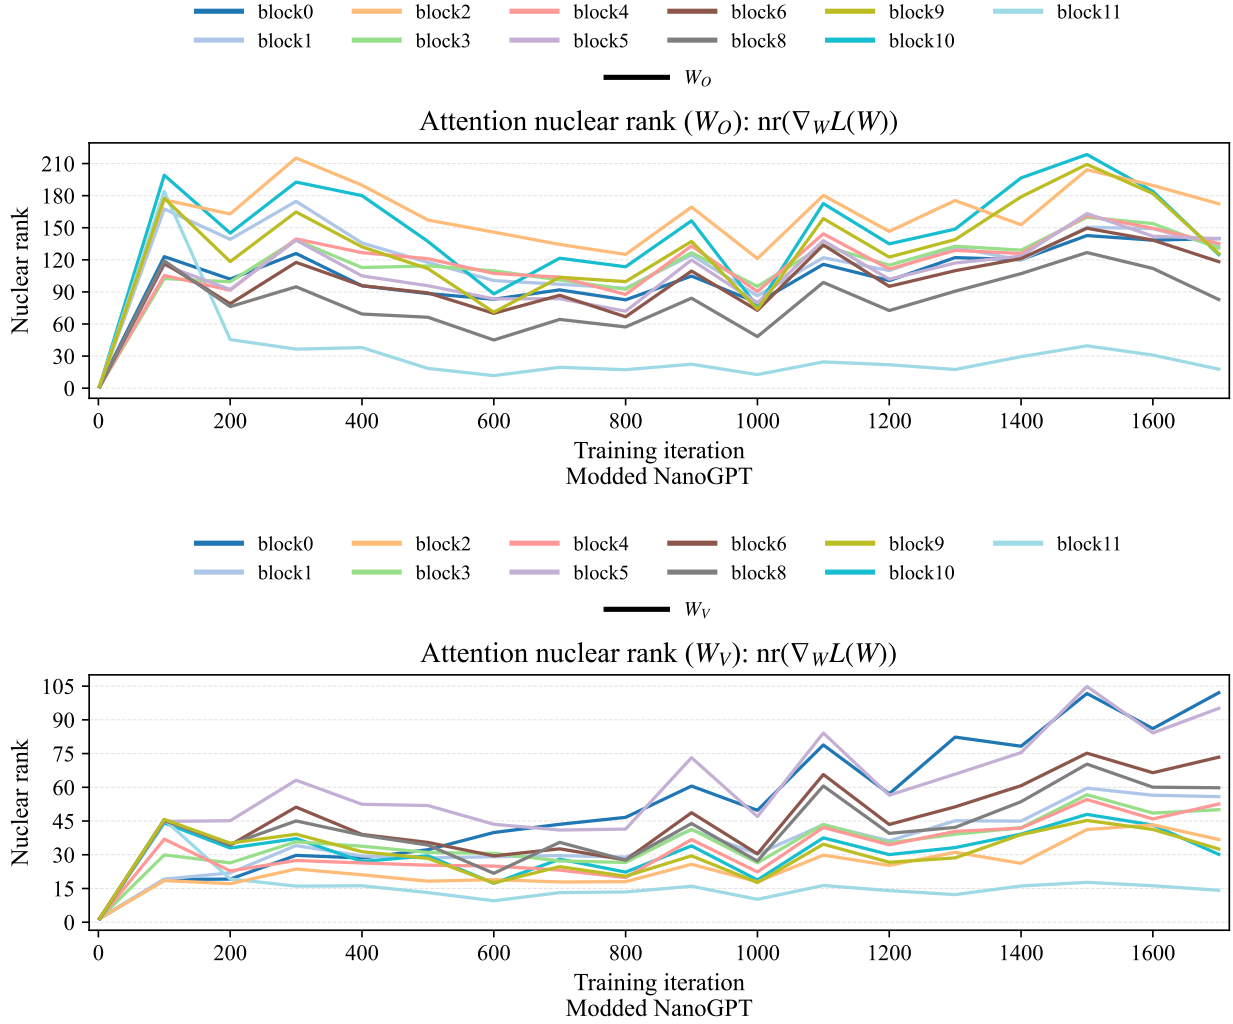 block0 block2 block4 block6 block9 block11
block1 block3 block5 block8 block10
W_O
Attention nuclear rank (W_O): nr(∇_W L(W))
Nuclear rank
210
180
150
120
90
60
30
0
0 200 400 600 800 1000 1200 1400 1600
Training iteration
Modded NanoGPT
block0 block2 block4 block6 block9 block11
block1 block3 block5 block8 block10
W_V
Attention nuclear rank (W_V): nr(∇_W L(W))
Nuclear rank
105
90
75
60
45
30
15
0
0 200 400 600 800 1000 1200 1400 1600
Training iteration
Modded NanoGPT